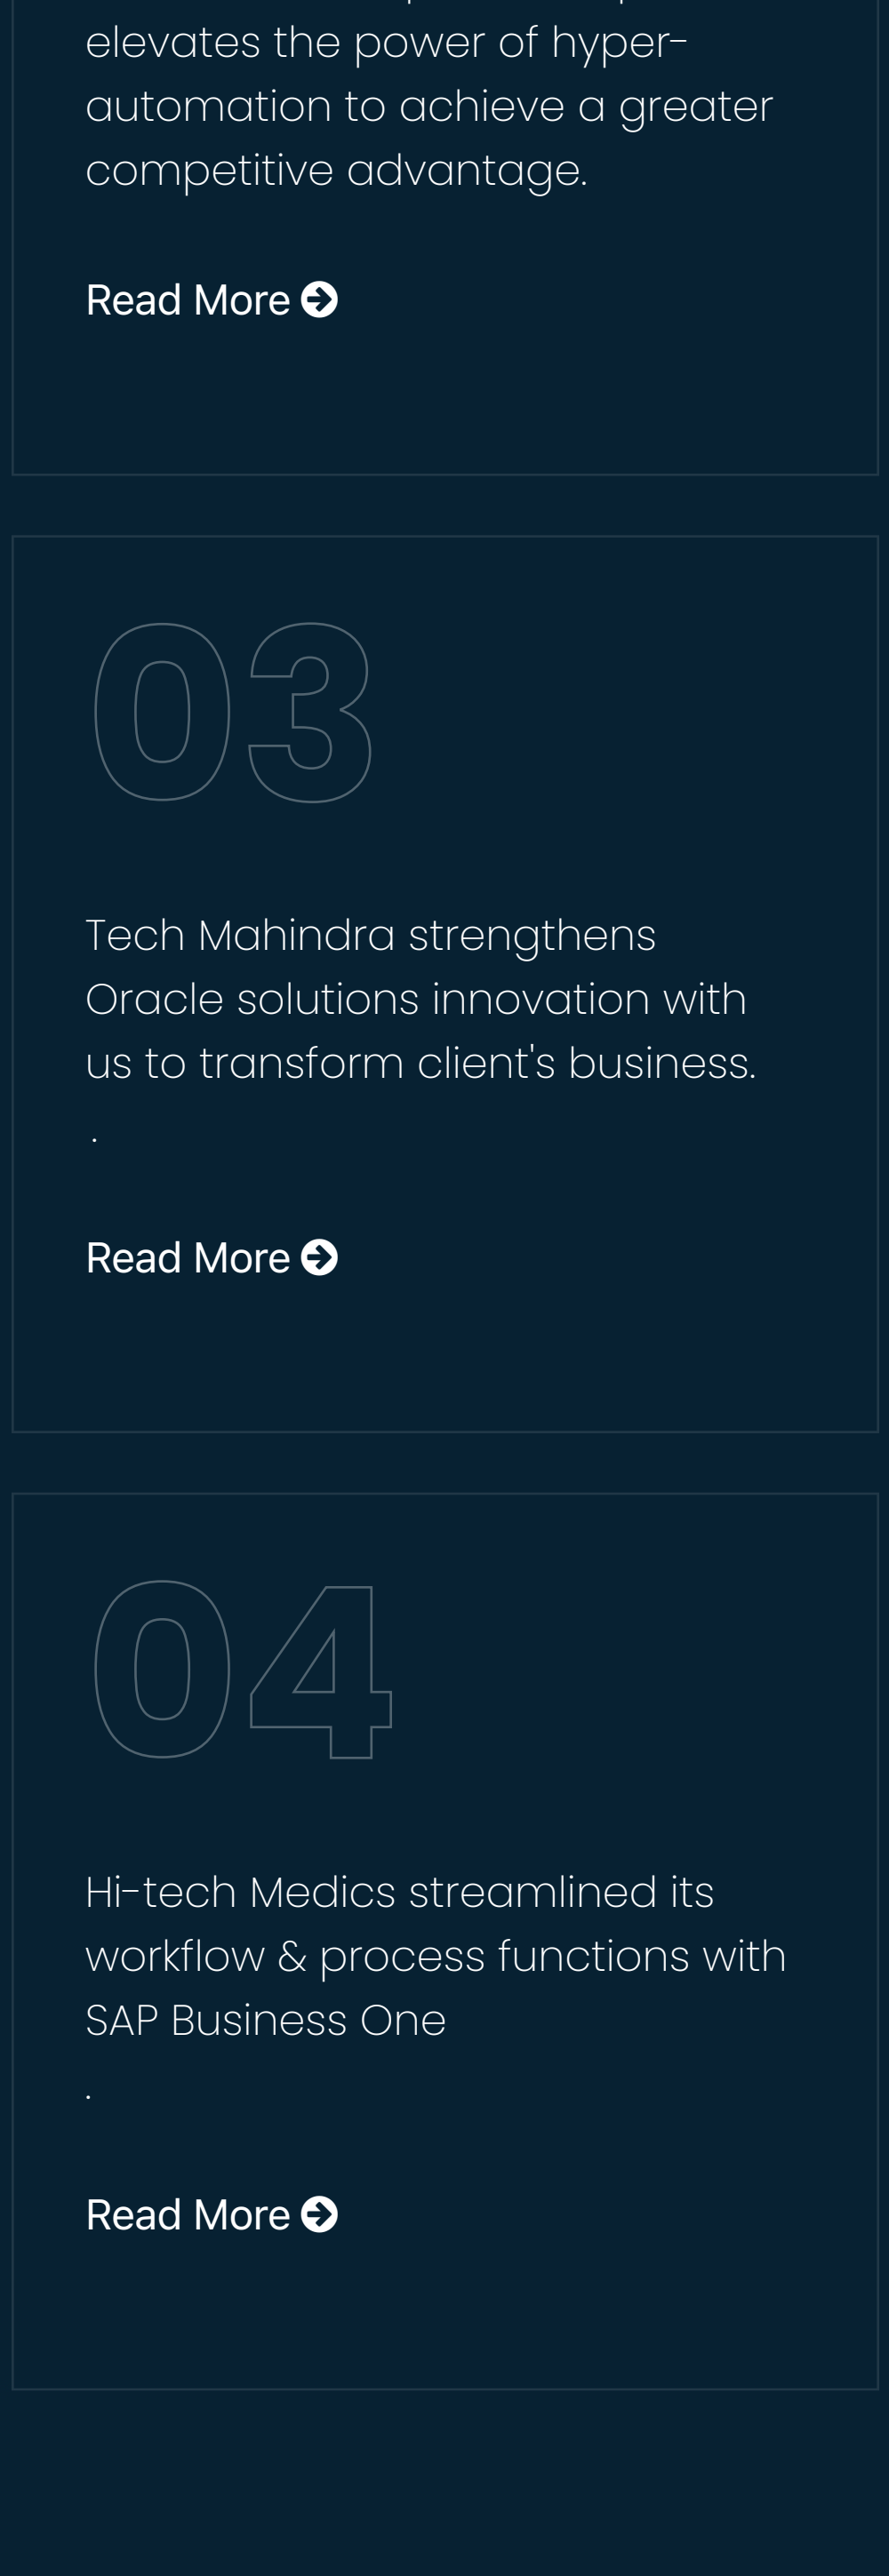 elevates the power of hyper-
automation to achieve a greater
competitive advantage.
Read More
03
Tech Mahindra strengthens
Oracle solutions innovation with
us to transform client's business.
.
Read More
04
Hi-tech Medics streamlined its
workflow & process functions with
SAP Business One
.
Read More